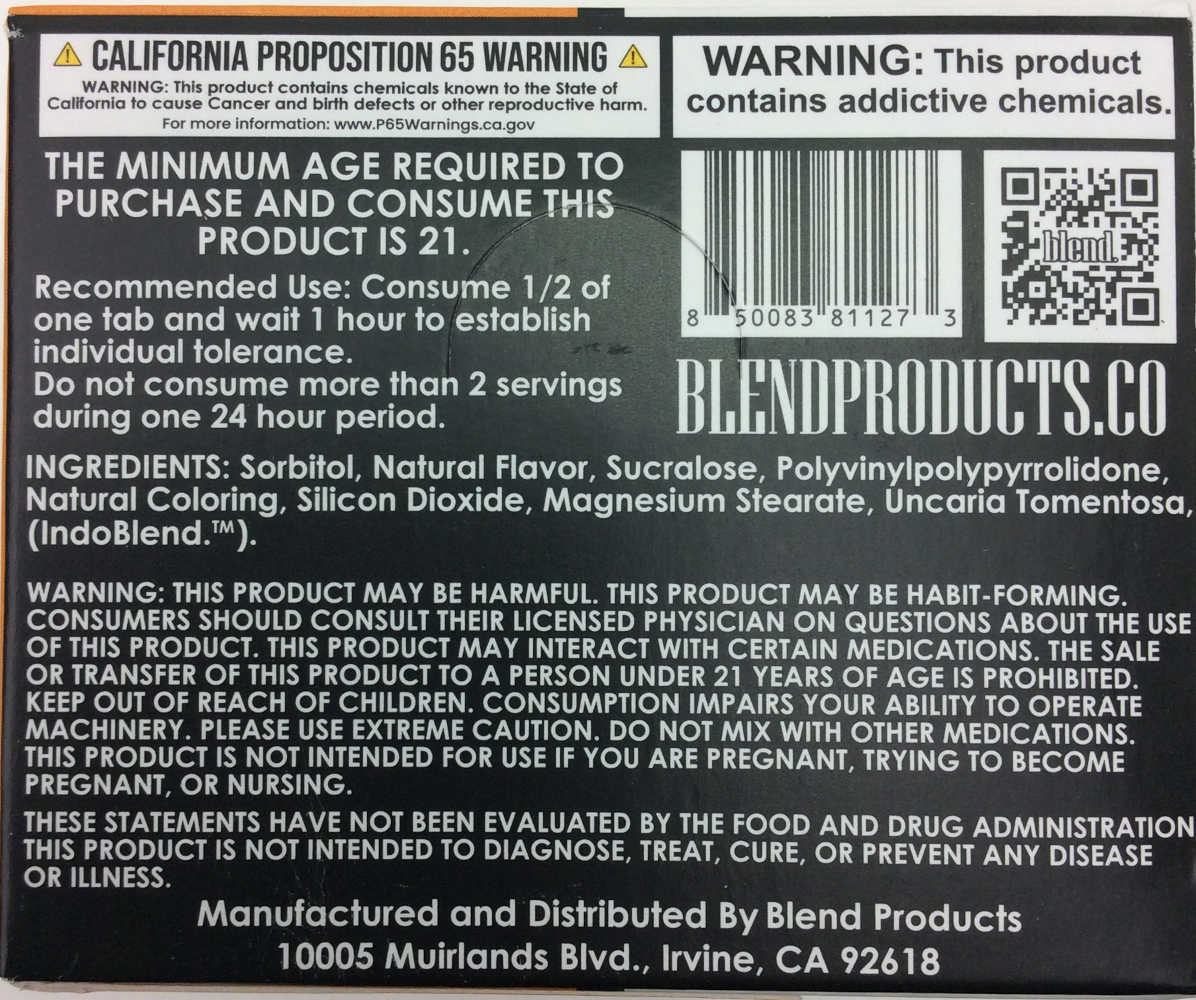 CALIFORNIA PROPOSITION 65 WARNING
WARNING: This product contains chemicals known to the State of
California to cause Cancer and birth defects or other reproductive harm.
For more information: www.P65Warnings.ca.gov
WARNING: This product
contains addictive chemicals.
THE MINIMUM AGE REQUIRED TO
PURCHASE AND CONSUME THIS
PRODUCT IS 21.
Recommended Use: Consume 1/2 of
one tab and wait 1 hour to establish
individual tolerance.
Do not consume more than 2 servings
during one 24 hour period.
8 50083 81127 3
blend.
BLENDPRODUCTS.CO
INGREDIENTS: Sorbitol, Natural Flavor, Sucralose, Polyvinylpolypyrrolidone,
Natural Coloring, Silicon Dioxide, Magnesium Stearate, Uncaria Tomentosa,
(IndoBlend.™).
WARNING: THIS PRODUCT MAY BE HARMFUL. THIS PRODUCT MAY BE HABIT-FORMING.
CONSUMERS SHOULD CONSULT THEIR LICENSED PHYSICIAN ON QUESTIONS ABOUT THE USE
OF THIS PRODUCT. THIS PRODUCT MAY INTERACT WITH CERTAIN MEDICATIONS. THE SALE
OR TRANSFER OF THIS PRODUCT TO A PERSON UNDER 21 YEARS OF AGE IS PROHIBITED.
KEEP OUT OF REACH OF CHILDREN. CONSUMPTION IMPAIRS YOUR ABILITY TO OPERATE
MACHINERY. PLEASE USE EXTREME CAUTION. DO NOT MIX WITH OTHER MEDICATIONS.
THIS PRODUCT IS NOT INTENDED FOR USE IF YOU ARE PREGNANT, TRYING TO BECOME
PREGNANT, OR NURSING.
THESE STATEMENTS HAVE NOT BEEN EVALUATED BY THE FOOD AND DRUG ADMINISTRATION
THIS PRODUCT IS NOT INTENDED TO DIAGNOSE, TREAT, CURE, OR PREVENT ANY DISEASE
OR ILLNESS.
Manufactured and Distributed By Blend Products
10005 Muirlands Blvd., Irvine, CA 92618